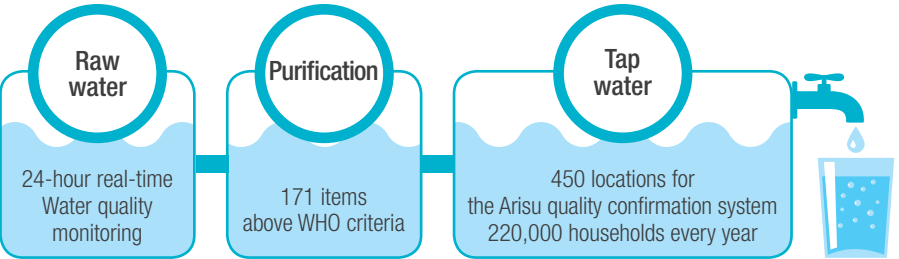 Raw
water
24-hour real-time
Water quality
monitoring
Purification
171 items
above WHO criteria
Tap
water
450 locations for
the Arisu quality confirmation system
220,000 households every year